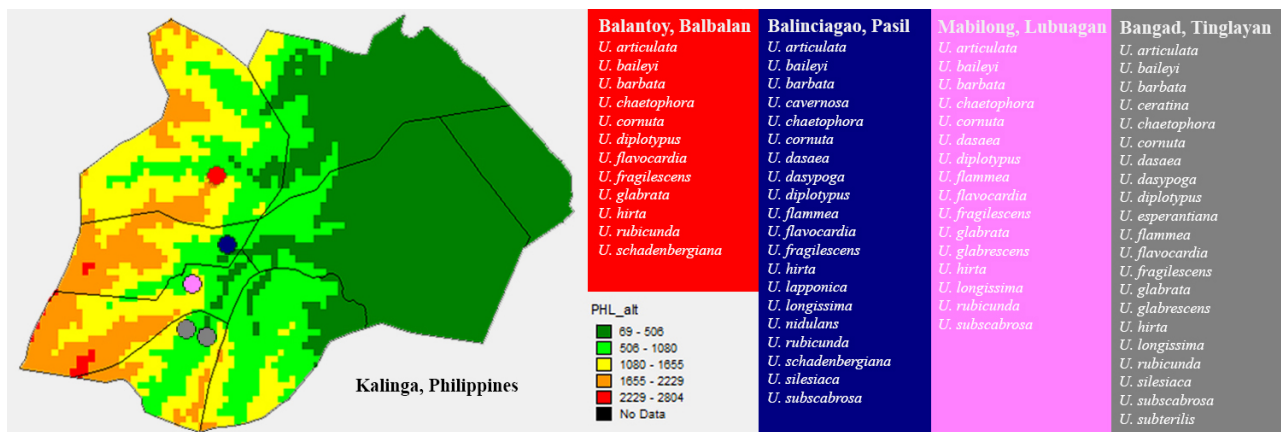 Balantoy, Balbalan
U. articulata
U. baileyi
U. barbata
U. chaetophora
U. cornuta
U. diplotypus
U. flavocardia
U. fragilescens
U. glabrata
U. hirta
U. rubicunda
U. schadenbergiana
Balinciagao, Pasil
U. articulata
U. baileyi
U. barbata
U. cavernosa
U. chaetophora
U. cornuta
U. dasaea
U. dasypoga
U. diplotypus
U. flammea
U. flavocardia
U. fragilescens
U. hirta
U. lapponica
U. longissima
U. nidulans
U. rubicunda
U. schadenbergiana
U. silesiaca
U. subscabrosa
Mabilong, Lubuagan
U. articulata
U. baileyi
U. barbata
U. chaetophora
U. cornuta
U. dasaea
U. diplotypus
U. flammea
U. flavocardia
U. fragilescens
U. glabrata
U. glabrescens
U. hirta
U. longissima
U. rubicunda
U. subscabrosa
Bangad, Tinglayan
U. articulata
U. baileyi
U. barbata
U. ceratina
U. chaetophora
U. cornuta
U. dasaea
U. dasypoga
U. diplotypus
U. esperantiana
U. flammea
U. flavocardia
U. fragilescens
U. glabrata
U. glabrescens
U. hirta
U. longissima
U. rubicunda
U. silesiaca
U. subscabrosa
U. subterilis
PHL_alt
69 - 506
506 - 1080
1080 - 1655
1655 - 2229
2229 - 2804
No Data
Kalinga, Philippines